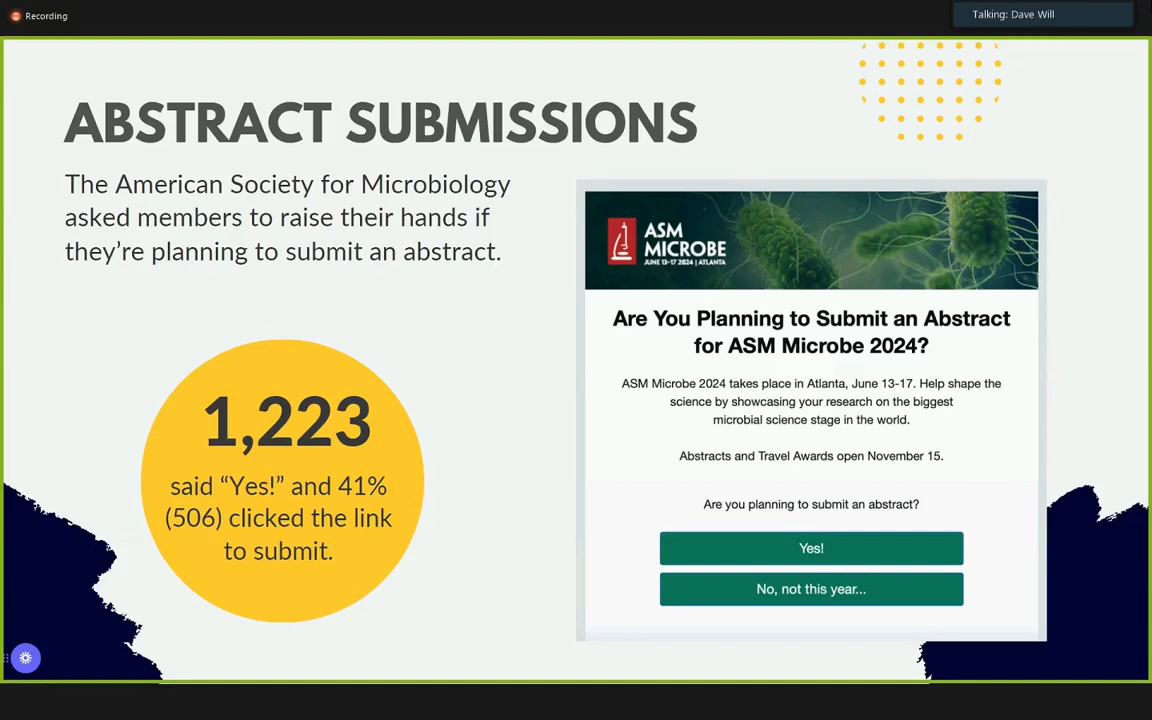 Recording
Talking: Dave Will
ABSTRACT SUBMISSIONS
The American Society for Microbiology
asked members to raise their hands if
they’re planning to submit an abstract.
1,223
said “Yes!” and 41%
(506) clicked the link
to submit.
ASM
MICROBE
JUNE 13-17 2024 | ATLANTA
Are You Planning to Submit an Abstract
for ASM Microbe 2024?
ASM Microbe 2024 takes place in Atlanta, June 13-17. Help shape the
science by showcasing your research on the biggest
microbial science stage in the world.
Abstracts and Travel Awards open November 15.
Are you planning to submit an abstract?
Yes!
No, not this year...